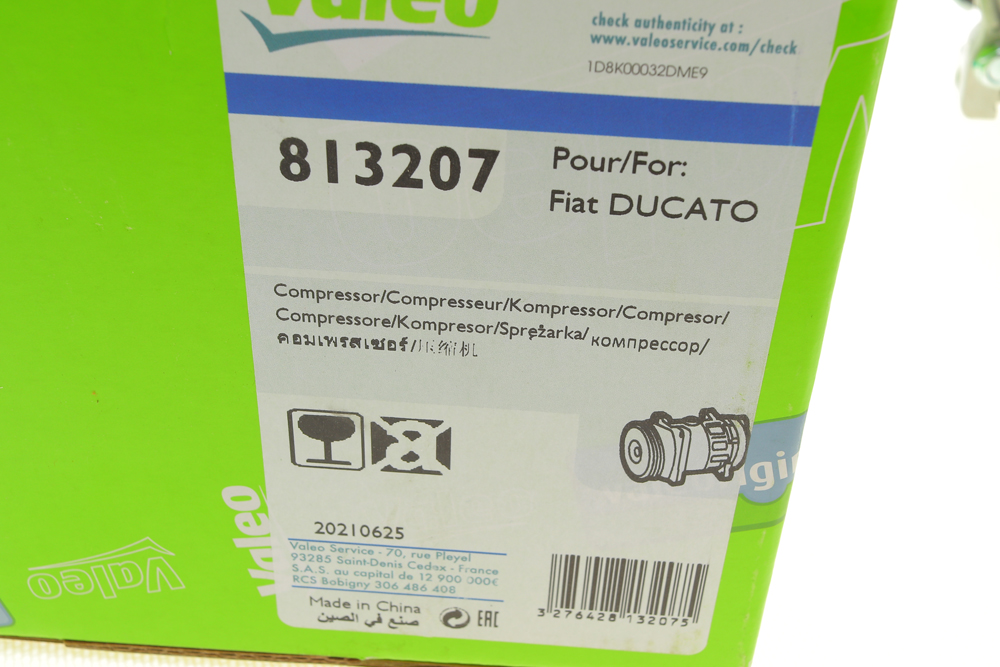 Valeo
check authenticity at :
www.valeoservice.com/check
1D8K00032DME9
813207
Pour/For:
Fiat DUCATO
Compressor/Compresseur/Kompressor/Compresor/
Compressore/Kompresor/Sprężarka/компрессор/
คอมเพรสเซอร์/压缩机
20210625
Valeo Service - 70, rue Pleyel
93285 Saint-Denis Cedex - France
S.A.S. au capital de 12 900 000€
RCS Bobigny 306 486 408
Made in China
صنع في الصين
EAC
3 276428 132075
Valeo
Valeo
Valeo